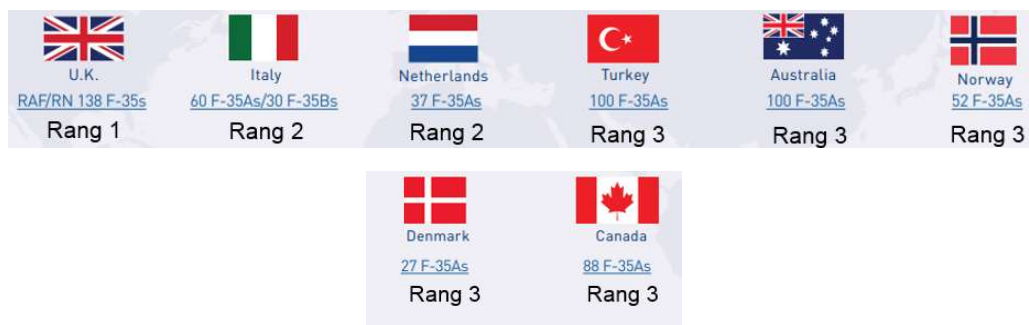 U.K. Italy Netherlands Turkey Australia Norway
RAF/RN 138 F-35s 60 F-35As/30 F-35Bs 37 F-35As 100 F-35As 100 F-35As 52 F-35As
Rang 1 Rang 2 Rang 2 Rang 3 Rang 3 Rang 3
Denmark Canada
27 F-35As 88 F-35As
Rang 3 Rang 3